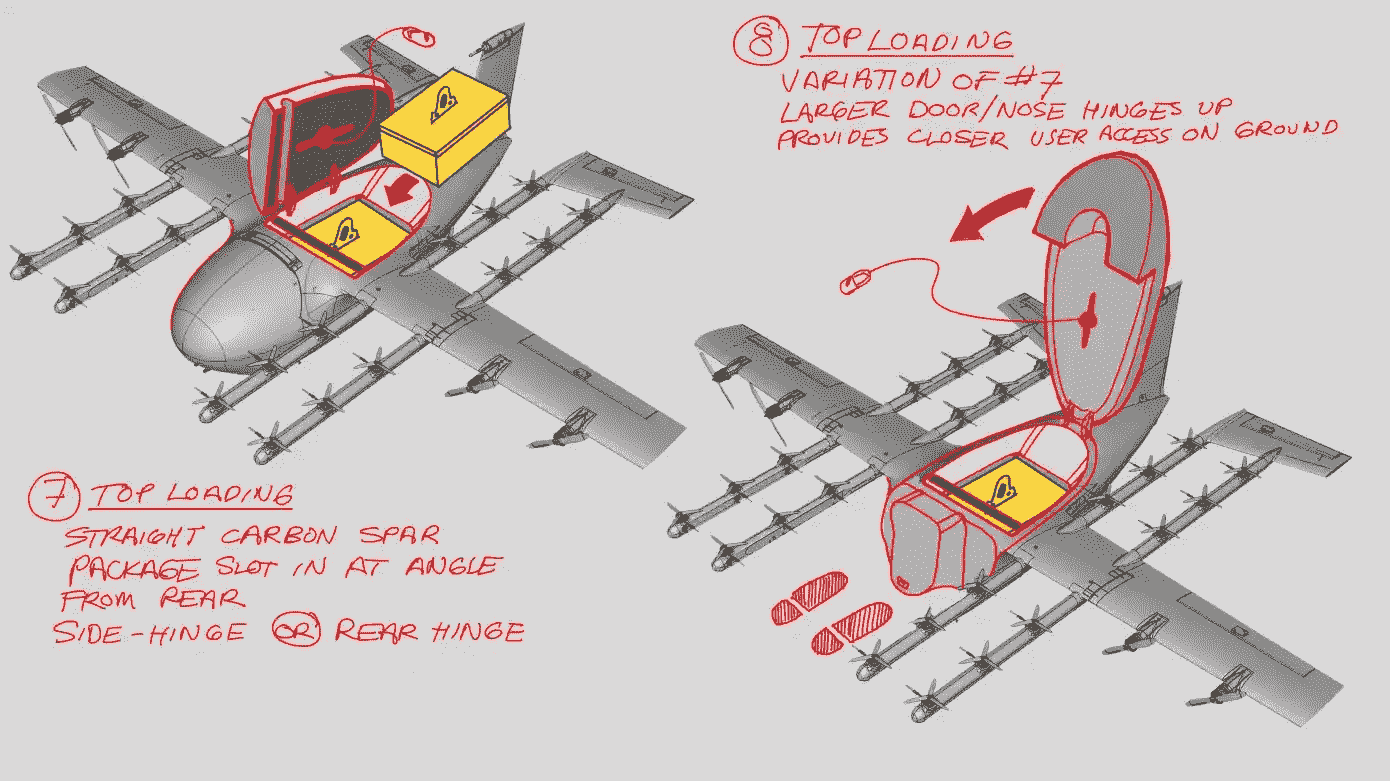 ⑦ TOP LOADING
STRAIGHT CARBON SPAR
PACKAGE SLOT IN AT ANGLE
FROM REAR
SIDE-HINGE OR REAR HINGE
⑧ TOP LOADING
VARIATION OF #7
LARGER DOOR/NOSE HINGES UP
PROVIDES CLOSER USER ACCESS ON GROUND